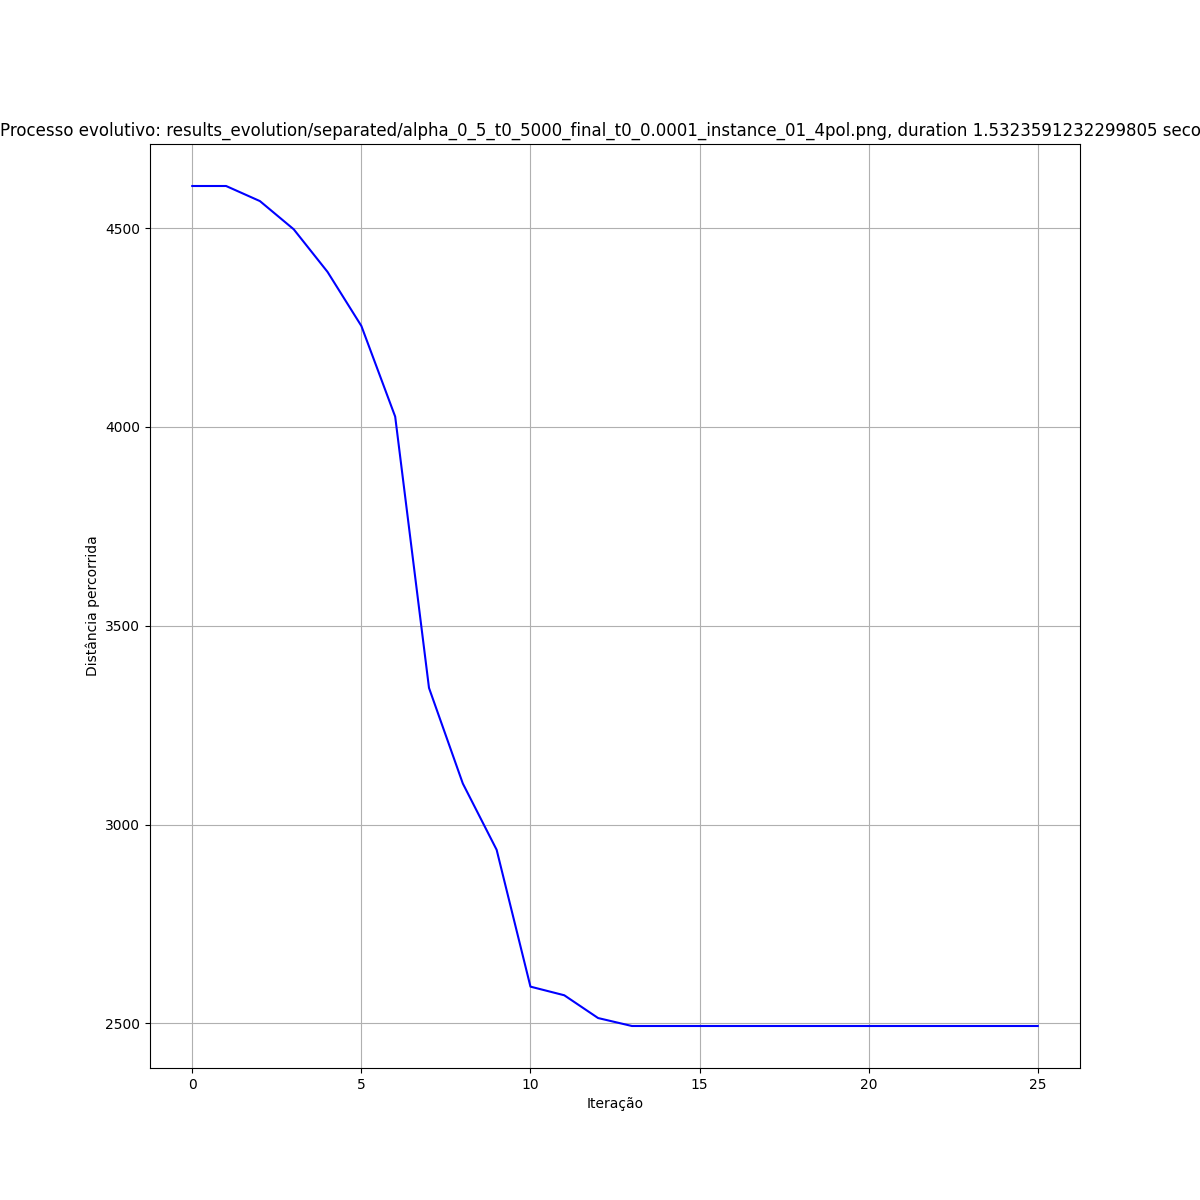 Processo evolutivo: results_evolution/separated/alpha_0_5_t0_5000_final_t0_0.0001_instance_01_4pol.png, duration 1.5323591232299805 seco
4500
4000
3500
3000
2500
Distância percorrida
0 5 10 15 20 25
Iteração